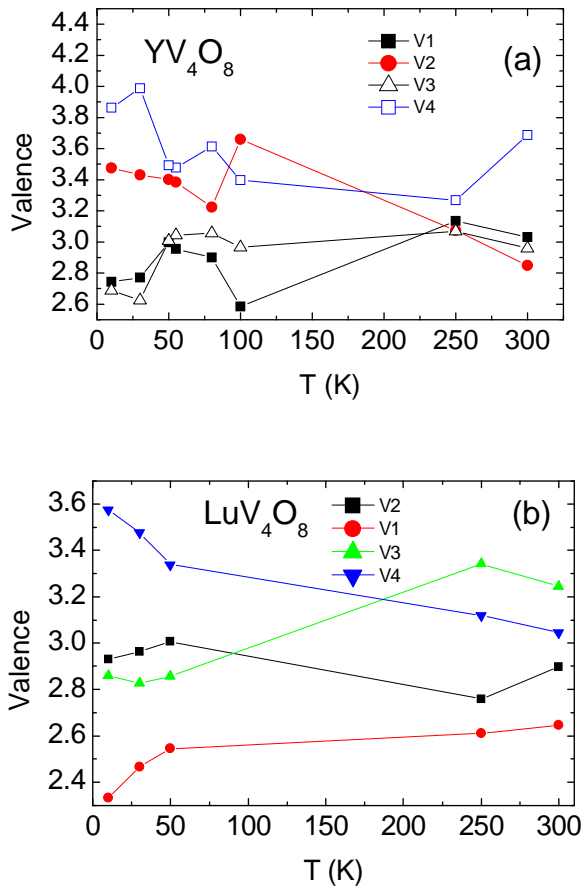 YV4O8
(a)
V1
V2
V3
V4
Valence
4.4
4.2
4.0
3.8
3.6
3.4
3.2
3.0
2.8
2.6
0 50 100 150 200 250 300
T (K)
LuV4O8
(b)
V2
V1
V3
V4
Valence
3.6
3.4
3.2
3.0
2.8
2.6
2.4
0 50 100 150 200 250 300
T (K)